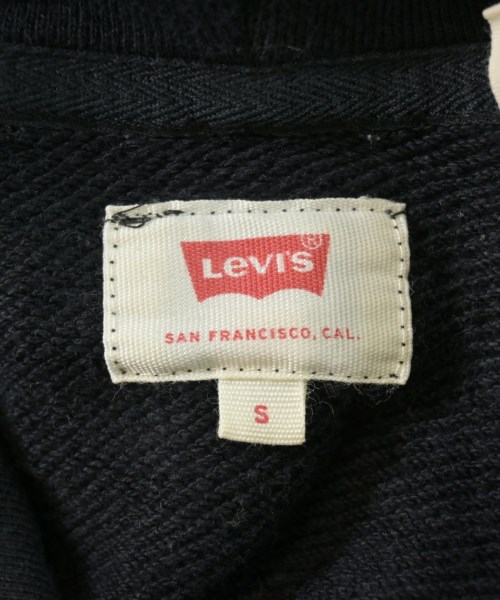 Levi's®
SAN FRANCISCO, CAL.
S